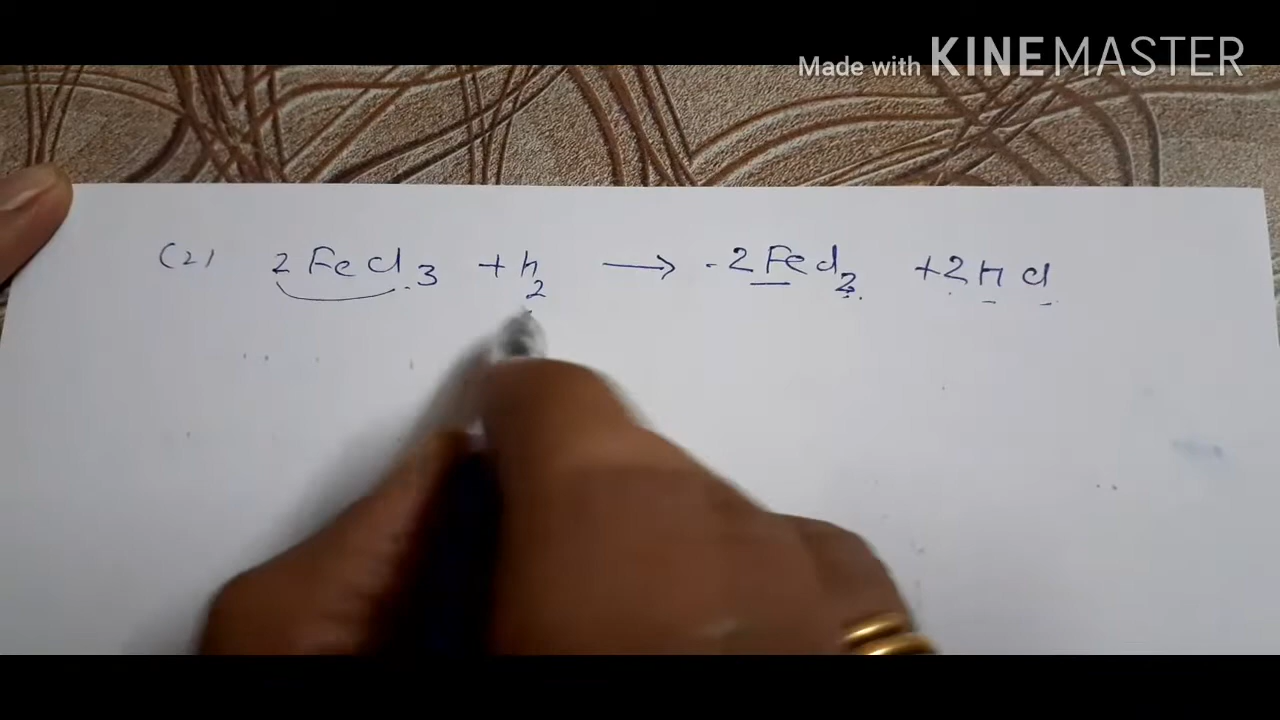 Made with KINEMASTER
(2) 2FeCl3 + h2 → 2FeCl2 + 2HCl